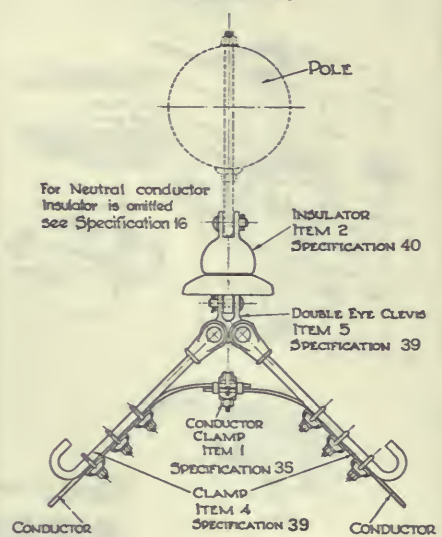 POLE
For Neutral conductor
Insulator is omitted
see Specification 16
INSULATOR
ITEM 2
SPECIFICATION 40
DOUBLE EYE CLEVIS
ITEM 5
SPECIFICATION 39
CONDUCTOR
CLAMP
ITEM 1
SPECIFICATION 35
CLAMP
ITEM 4
SPECIFICATION 39
CONDUCTOR
CONDUCTOR